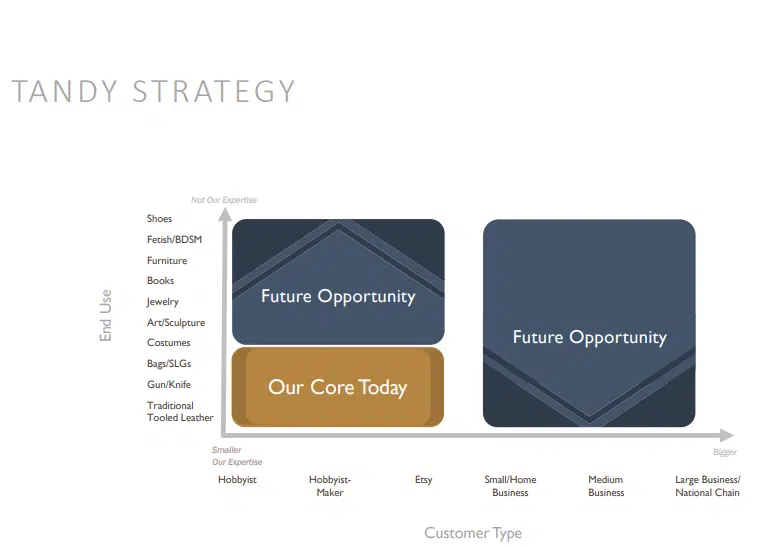 TANDY STRATEGY
Not Our Expertise
Shoes
Fetish/BDSM
Furniture
Books
Jewelry
Art/Sculpture
Costumes
Bags/SLGs
Gun/Knife
Traditional
Tooled Leather
End Use
Future Opportunity
Our Core Today
Future Opportunity
Smaller
Our Expertise
Bigger
Hobbyist
Hobbyist-
Maker
Etsy
Small/Home
Business
Medium
Business
Large Business/
National Chain
Customer Type